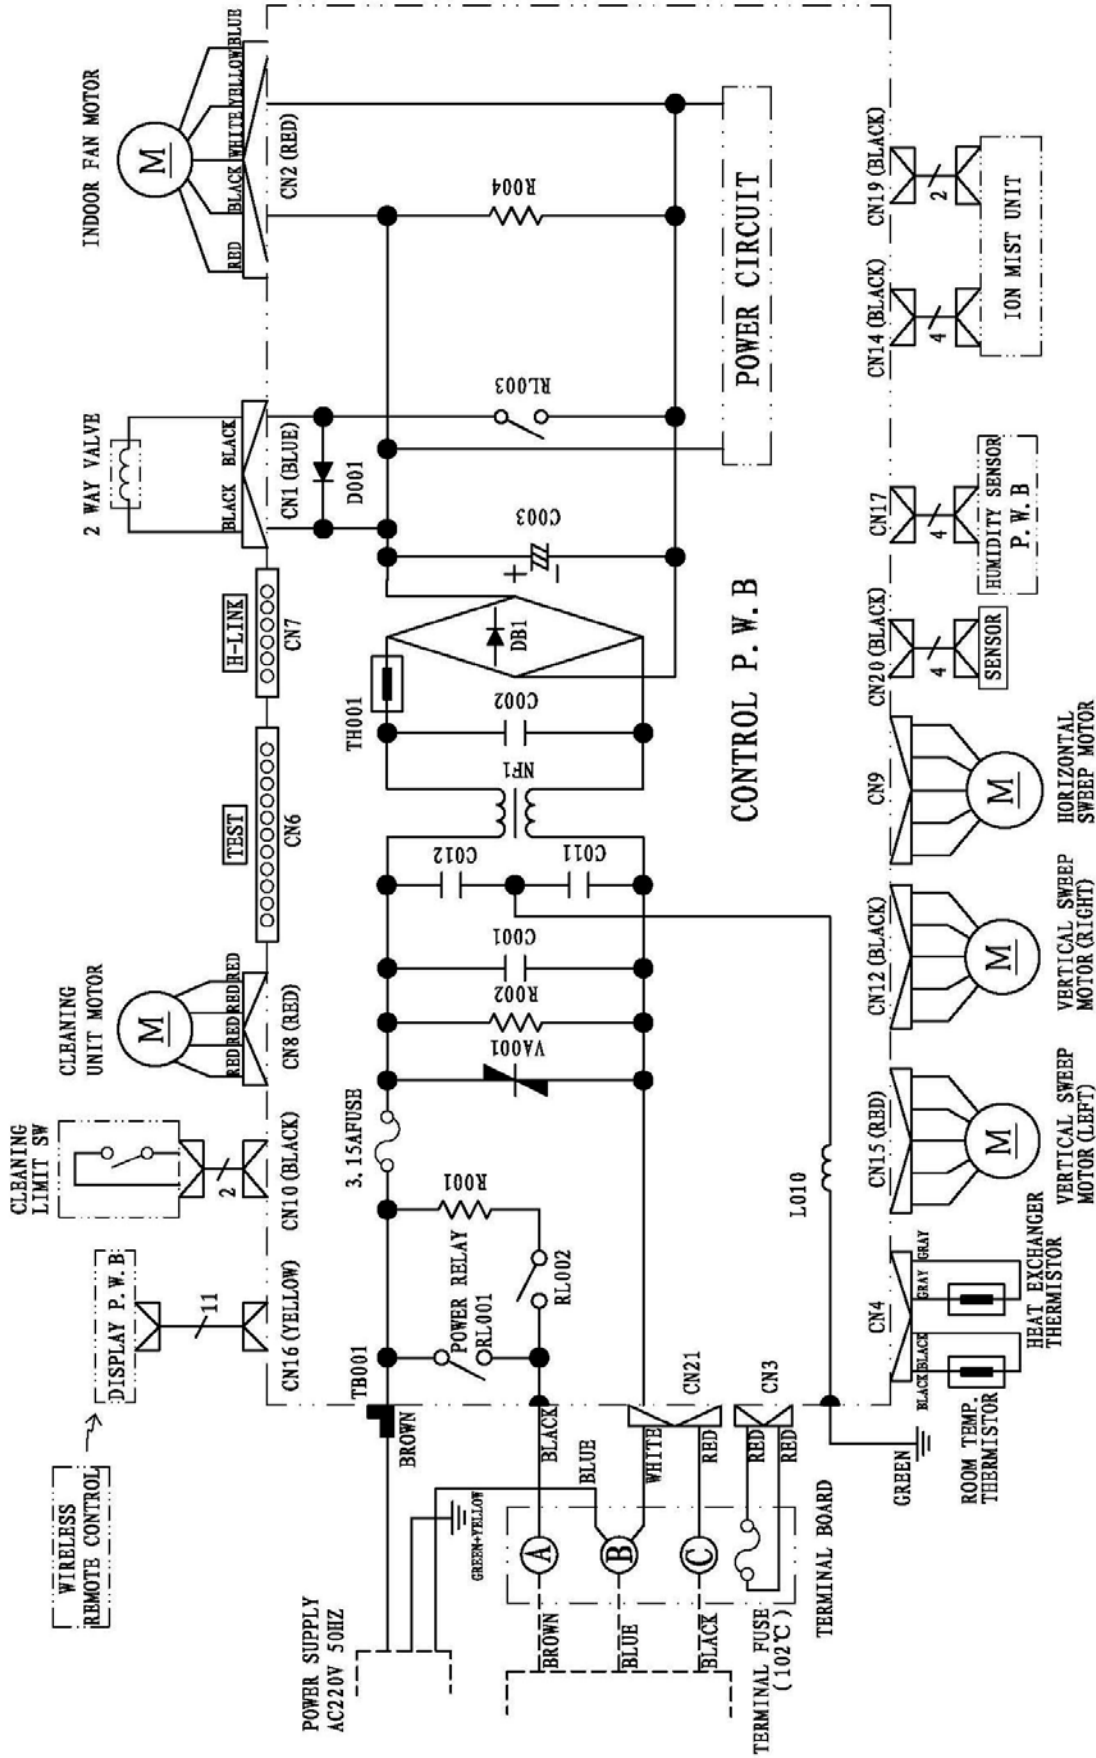 WIRELESS
REMOTE CONTROL
DISPLAY P.W.B
11
CN16 (YELLOW)
CLEANING
LIMIT SW
2
CN10 (BLACK)
CLEANING
UNIT MOTOR
M
RED RED RED RED
CN8 (RED)
TEST
CN6
H-LINK
CN7
2 WAY VALVE
BLACK BLACK
CN1 (BLUE)
INDOOR FAN MOTOR
M
RED BLACK WHITE YELLOW BLUE
CN2 (RED)
POWER SUPPLY
AC220V 50HZ
BROWN
TB001
GREEN+YELLOW
POWER RELAY
RL001
R001
RL002
3.15AFUSE
VA001
R002
C001
C012
C011
NF1
TH001
C002
DB1
+
−
C003
D001
RL003
R004
POWER CIRCUIT
CONTROL P.W.B
BLACK
BLUE
WHITE
RED
CN21
RED
RED
CN3
A
B
C
BROWN
BLUE
BLACK
TERMINAL FUSE
(102℃)
TERMINAL BOARD
L010
GREEN
CN4
BLACK BLACK GRAY GRAY
ROOM TEMP.
THERMISTOR
HEAT EXCHANGER
THERMISTOR
CN15 (RED)
M
VERTICAL SWEEP
MOTOR (LEFT)
CN12 (BLACK)
M
VERTICAL SWEEP
MOTOR (RIGHT)
CN9
M
HORIZONTAL
SWEEP MOTOR
CN20 (BLACK)
4
SENSOR
CN17
4
HUMIDITY SENSOR
P.W.B
CN14 (BLACK)
4
CN19 (BLACK)
2
ION MIST UNIT